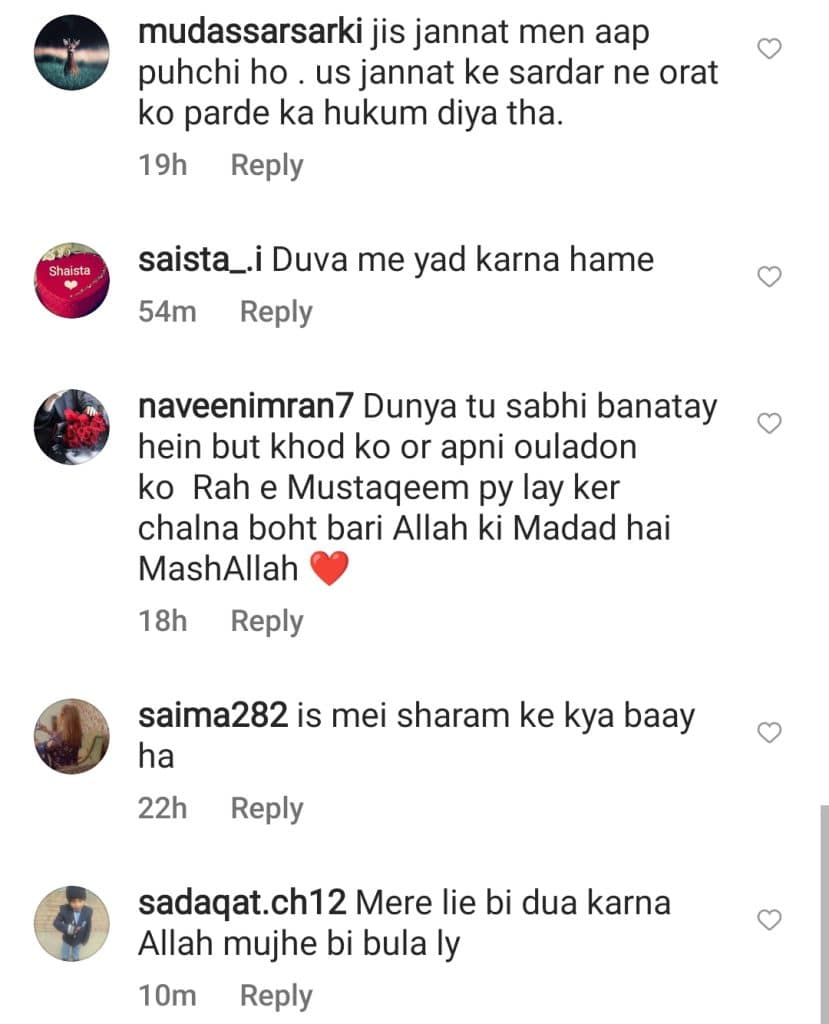 mudassarsarki jis jannat men aap
puhchi ho . us jannat ke sardar ne orat
ko parde ka hukum diya tha.
19h Reply
Shaista
saista_.i Duva me yad karna hame
54m Reply
naveenimran7 Dunya tu sabhi banatay
hein but khod ko or apni ouladon
ko  Rah e Mustaqeem py lay ker
chalna boht bari Allah ki Madad hai
MashAllah ❤️
18h Reply
saima282 is mei sharam ke kya baay
ha
22h Reply
sadaqat.ch12 Mere lie bi dua karna
Allah mujhe bi bula ly
10m Reply